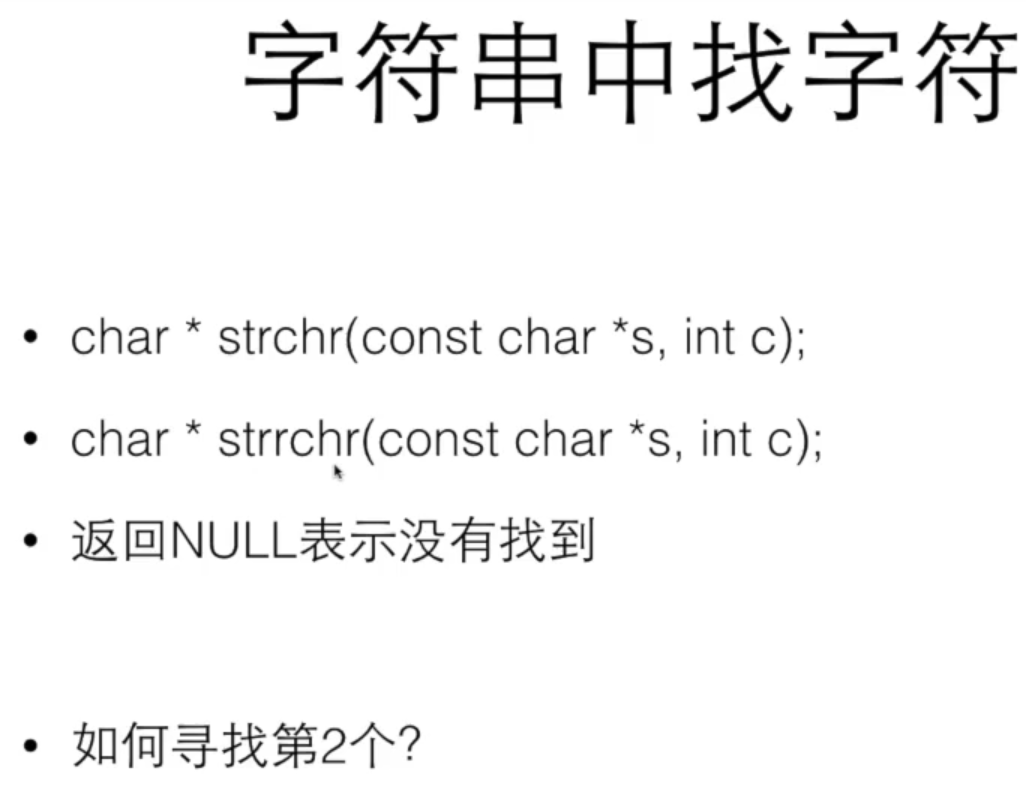 字符串中找字符
• char * strchr(const char *s, int c);
• char * strrchr(const char *s, int c);
• 返回NULL表示没有找到
• 如何寻找第2个?